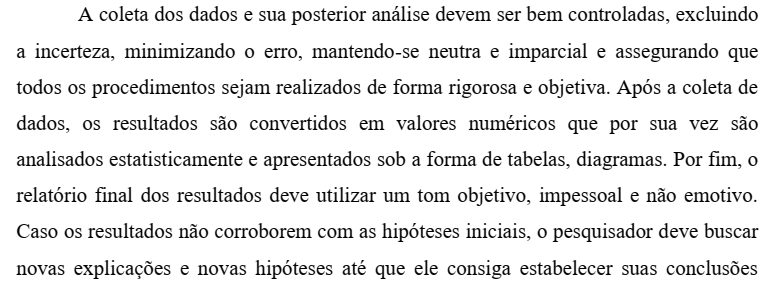 A coleta dos dados e sua posterior análise devem ser bem controladas, excluindo
a incerteza, minimizando o erro, mantendo-se neutra e imparcial e assegurando que
todos os procedimentos sejam realizados de forma rigorosa e objetiva. Após a coleta de
dados, os resultados são convertidos em valores numéricos que por sua vez são
analisados estatisticamente e apresentados sob a forma de tabelas, diagramas. Por fim, o
relatório final dos resultados deve utilizar um tom objetivo, impessoal e não emotivo.
Caso os resultados não corroborem com as hipóteses iniciais, o pesquisador deve buscar
novas explicações e novas hipóteses até que ele consiga estabelecer suas conclusões